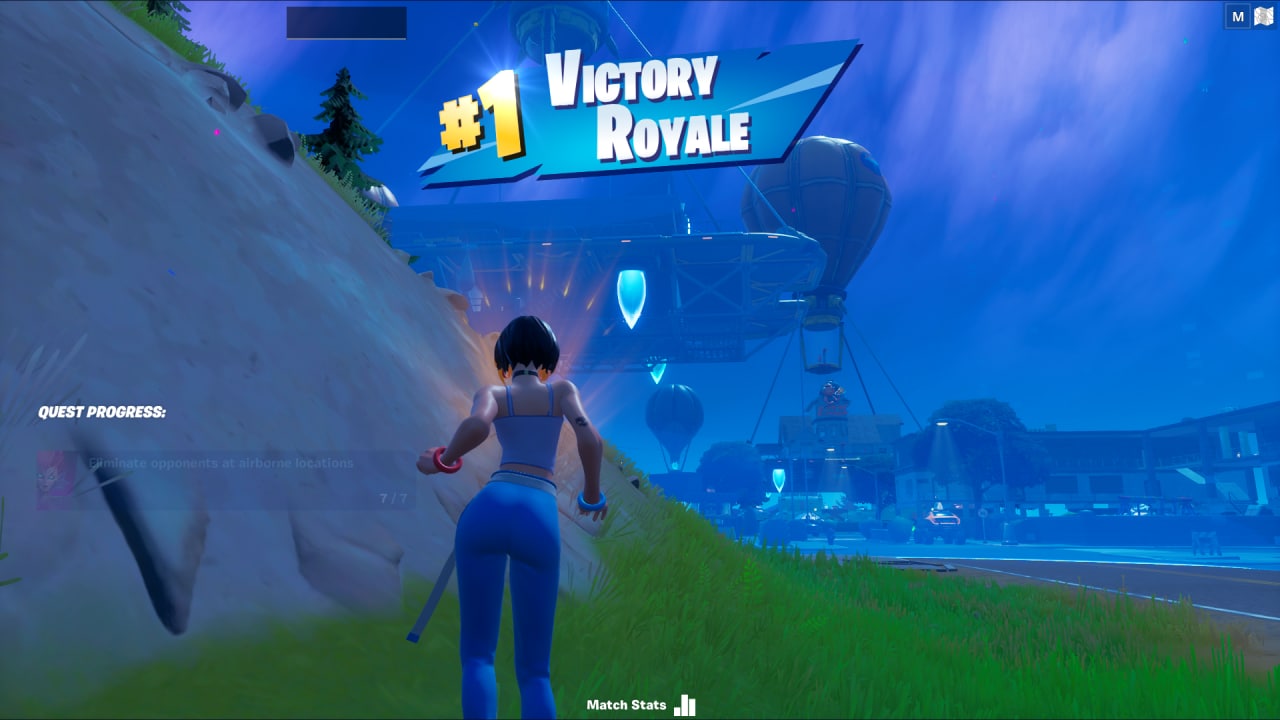 M
#1 Victory
Royale
QUEST PROGRESS:
Eliminate opponents at airborne locations
7 / 7
Match Stats